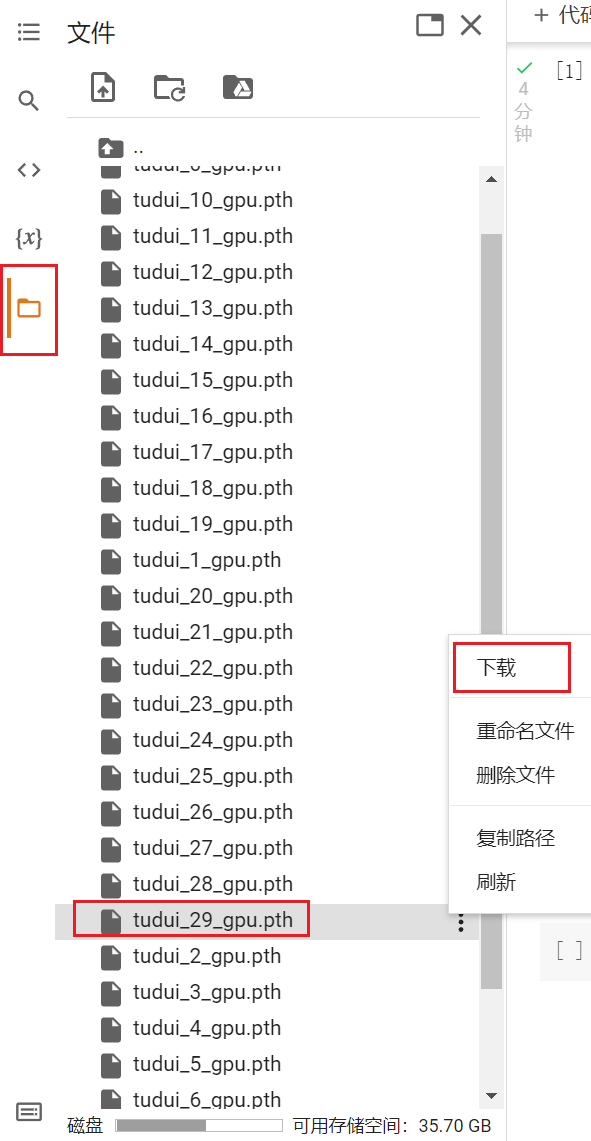 文件
+ 代码
[1]
4
分
钟
{x}
..
tudui_0_gpu.pth
tudui_10_gpu.pth
tudui_11_gpu.pth
tudui_12_gpu.pth
tudui_13_gpu.pth
tudui_14_gpu.pth
tudui_15_gpu.pth
tudui_16_gpu.pth
tudui_17_gpu.pth
tudui_18_gpu.pth
tudui_19_gpu.pth
tudui_1_gpu.pth
tudui_20_gpu.pth
tudui_21_gpu.pth
tudui_22_gpu.pth
tudui_23_gpu.pth
tudui_24_gpu.pth
tudui_25_gpu.pth
tudui_26_gpu.pth
tudui_27_gpu.pth
tudui_28_gpu.pth
tudui_29_gpu.pth
tudui_2_gpu.pth
tudui_3_gpu.pth
tudui_4_gpu.pth
tudui_5_gpu.pth
tudui_6_gpu.pth
下载
重命名文件
删除文件
复制路径
刷新
[ ]
磁盘
可用存储空间：35.70 GB